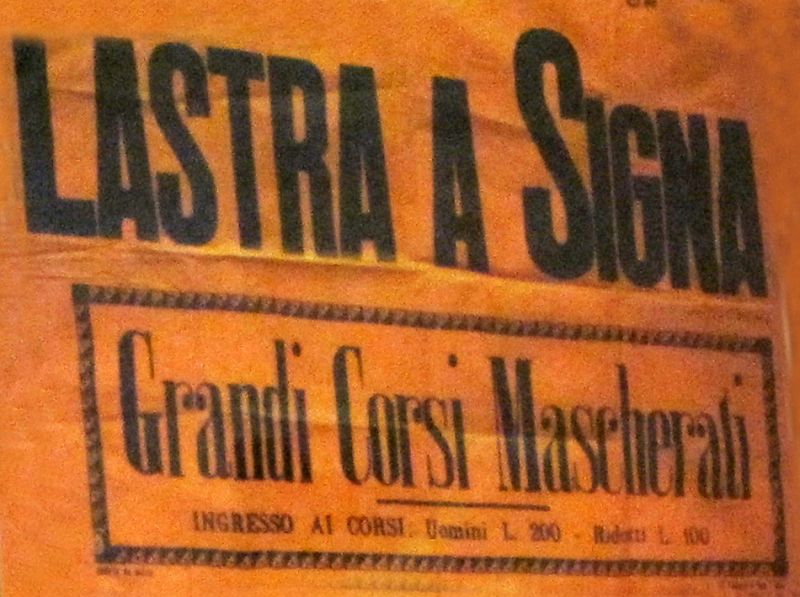 LASTRA A SIGNA
Grandi Corsi Mascherati
INGRESSO AI CORSI: Uomini L. 200 - Ridotti L. 100